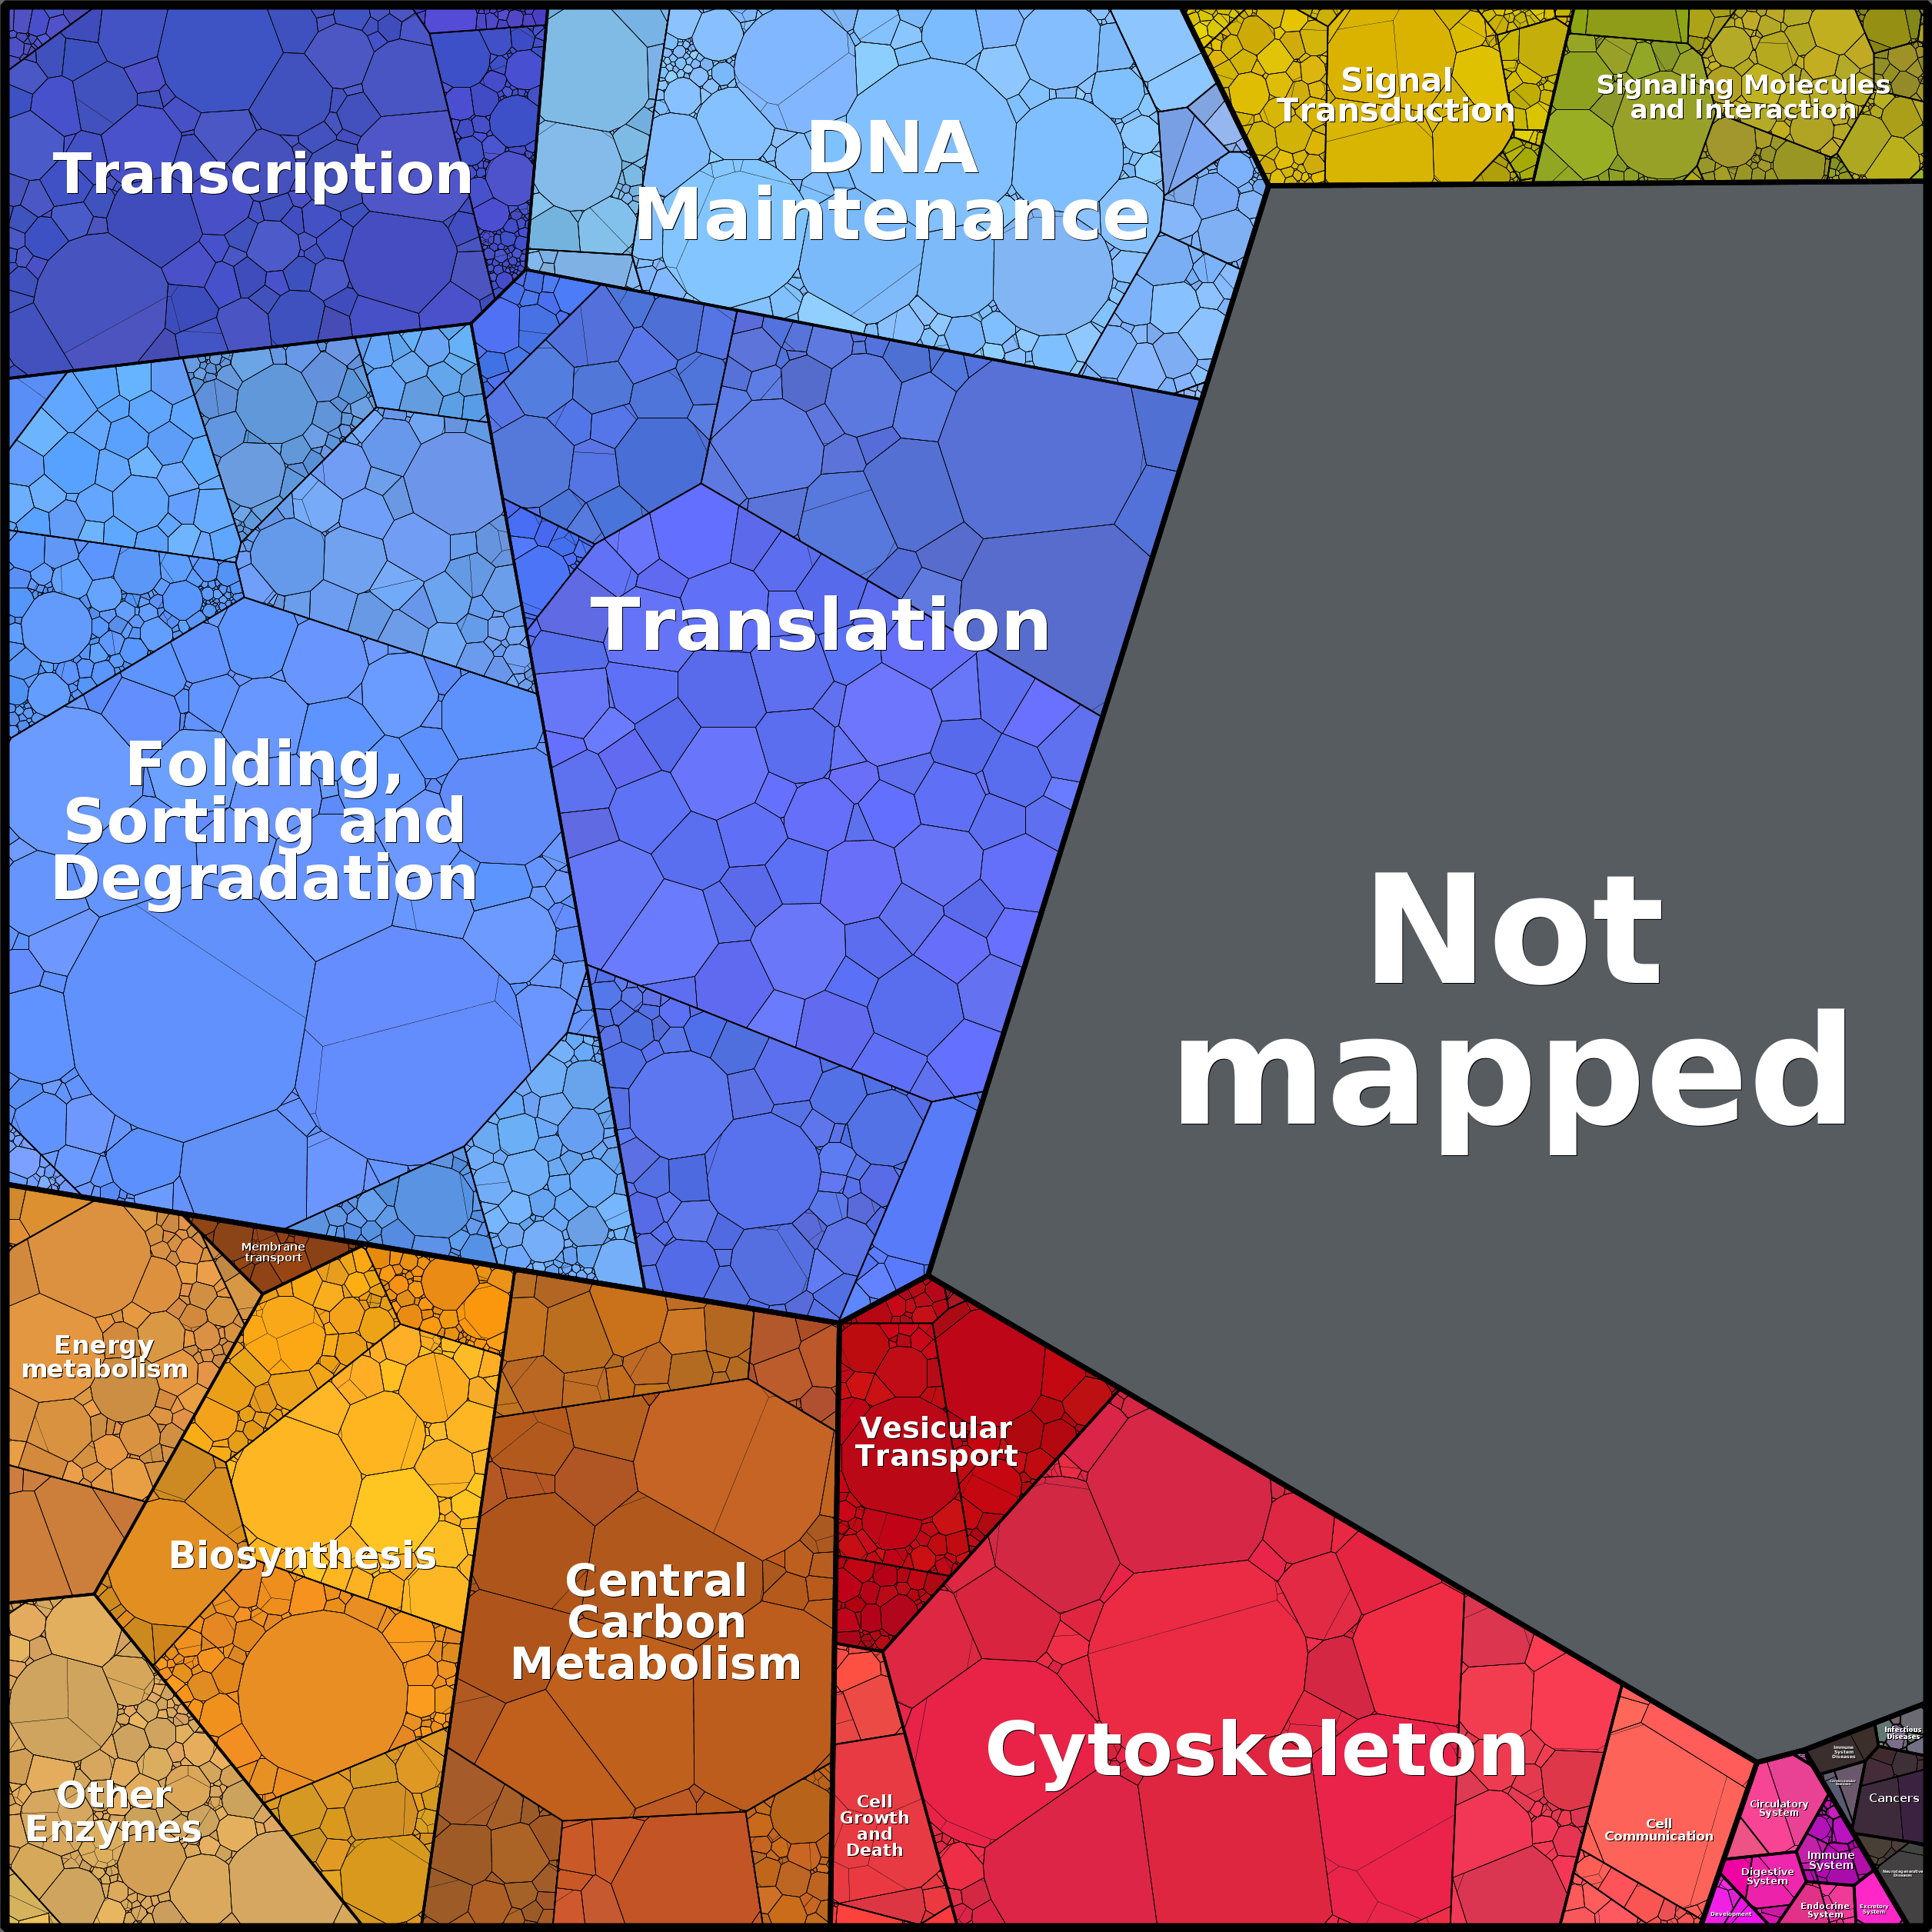 Transcription
DNA
Maintenance
Signal
Transduction
Signaling Molecules
and Interaction
Translation
Folding,
Sorting and
Degradation
Not
mapped
Membrane
transport
Energy
metabolism
Biosynthesis
Central
Carbon
Metabolism
Other
Enzymes
Vesicular
Transport
Cytoskeleton
Cell
Growth
and
Death
Cell
Communication
Circulatory
System
Digestive
System
Immune
System
Endocrine
System
Excretory
System
Development
Immune
System
Diseases
Infectious
Diseases
Cancers
Neurodegenerative
Diseases